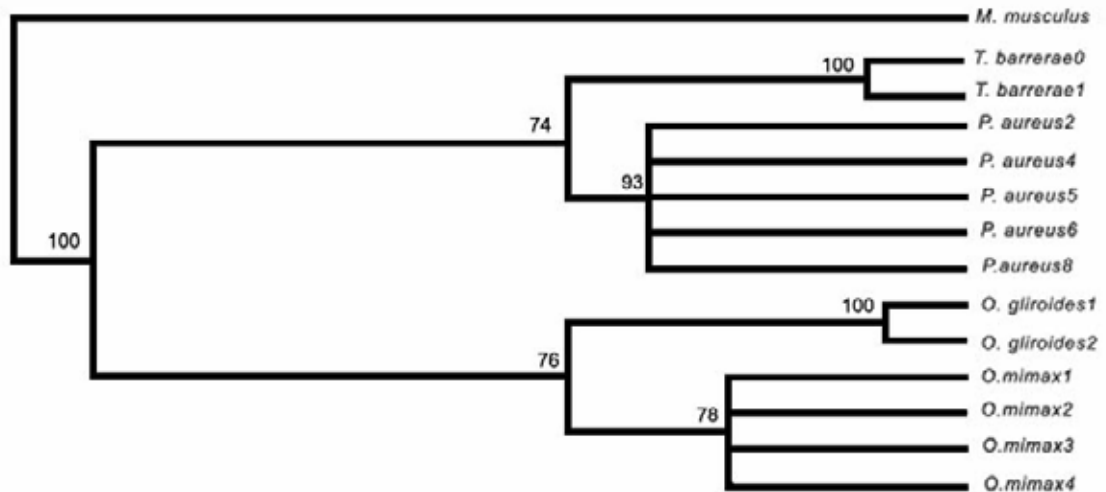 M. musculus
100
T. barrerae0
T. barrerae1
74
P. aureus2
P. aureus4
93
P. aureus5
P. aureus6
100
P.aureus8
O. gliroides1
100
O. gliroides2
76
O.mimax1
O.mimax2
78
O.mimax3
O.mimax4